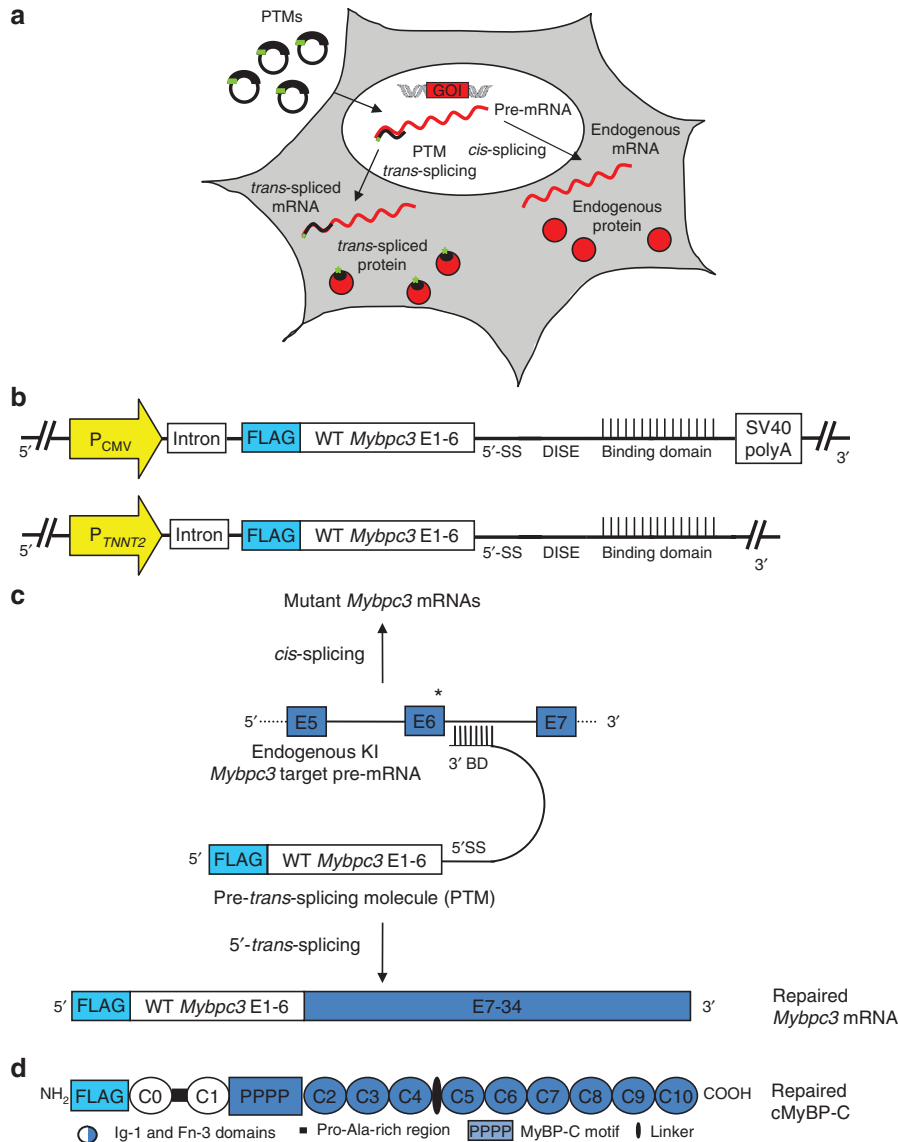 a
PTMs
GOI
Pre-mRNA
PTM
trans-splicing
cis-splicing
Endogenous
mRNA
trans-spliced
mRNA
Endogenous
protein
trans-spliced
protein
b
5′ PCMV Intron FLAG WT Mybpc3 E1-6 5′-SS DISE Binding domain SV40 polyA 3′
5′ PTNNT2 Intron FLAG WT Mybpc3 E1-6 5′-SS DISE Binding domain 3′
c
Mutant Mybpc3 mRNAs
cis-splicing
*
5′ E5 E6 E7 3′
Endogenous KI
Mybpc3 target pre-mRNA
3′ BD
5′ FLAG WT Mybpc3 E1-6 5′SS
Pre-trans-splicing molecule (PTM)
5′-trans-splicing
5′ FLAG WT Mybpc3 E1-6 E7-34 3′
Repaired
Mybpc3 mRNA
d
NH2 FLAG C0 C1 PPPP C2 C3 C4 C5 C6 C7 C8 C9 C10 COOH
Repaired
cMyBP-C
Ig-1 and Fn-3 domains Pro-Ala-rich region PPPP MyBP-C motif Linker